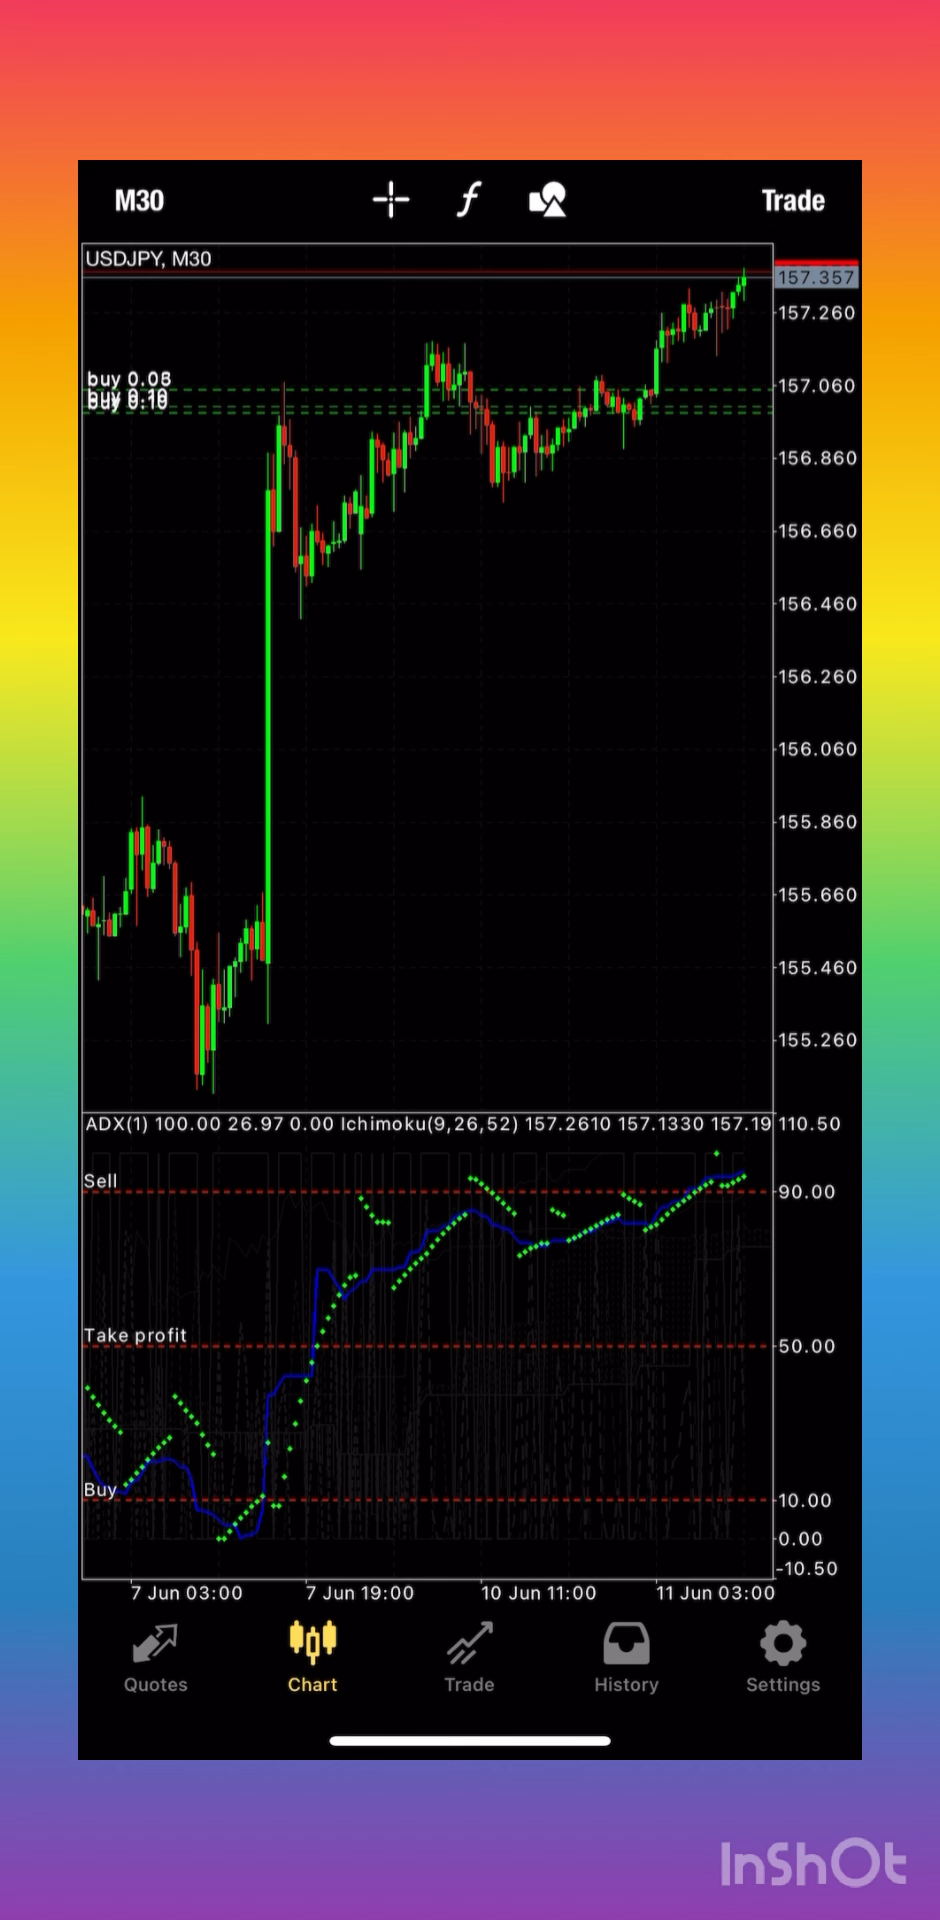 M30
Trade
USDJPY, M30
157.357
157.260
buy 0.08
buy 0.10
157.060
156.860
156.660
156.460
156.260
156.060
155.860
155.660
155.460
155.260
ADX(1) 100.00 26.97 0.00 Ichimoku(9,26,52) 157.2610 157.1330 157.19
110.50
Sell
90.00
Take profit
50.00
Buy
10.00
0.00
-10.50
7 Jun 03:00
7 Jun 19:00
10 Jun 11:00
11 Jun 03:00
Quotes
Chart
Trade
History
Settings
InShOt